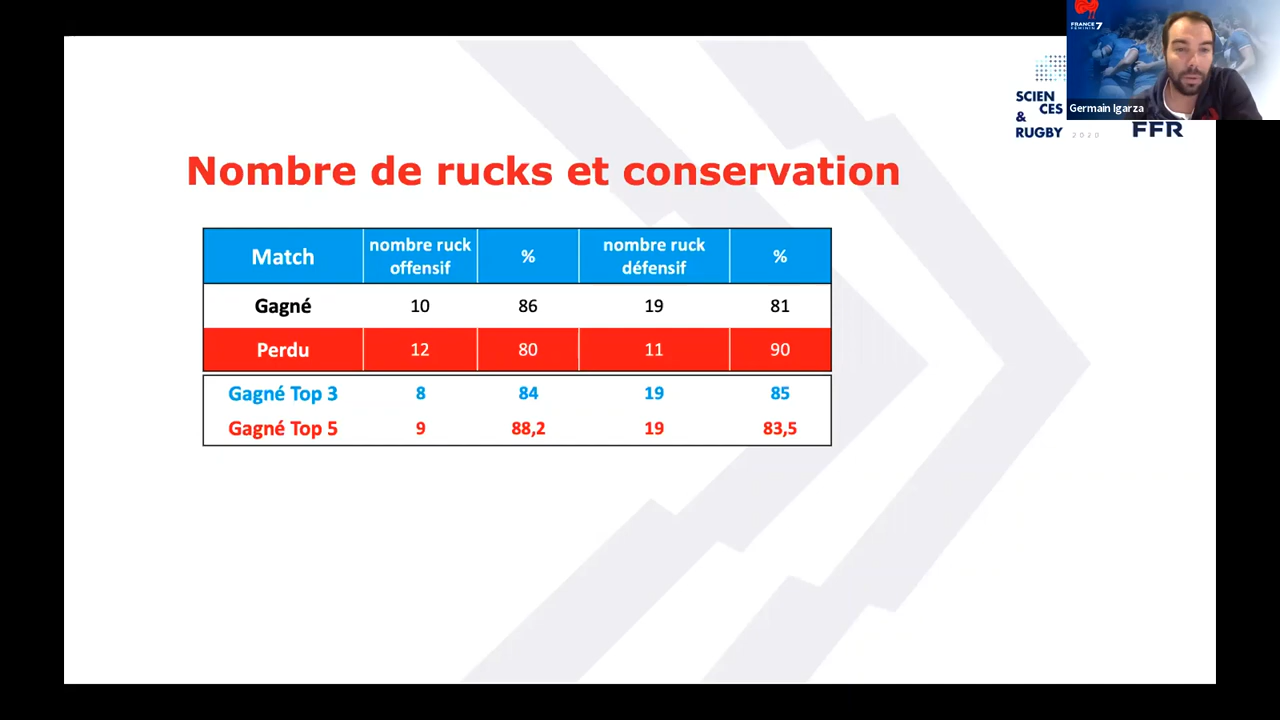 FRANCE 7
FÉMININ
Germain Igarza
SCIEN
CES
&
RUGBY
2020
FFR
Nombre de rucks et conservation
Match nombre ruck offensif % nombre ruck défensif %
Gagné 10 86 19 81
Perdu 12 80 11 90
Gagné Top 3 8 84 19 85
Gagné Top 5 9 88,2 19 83,5